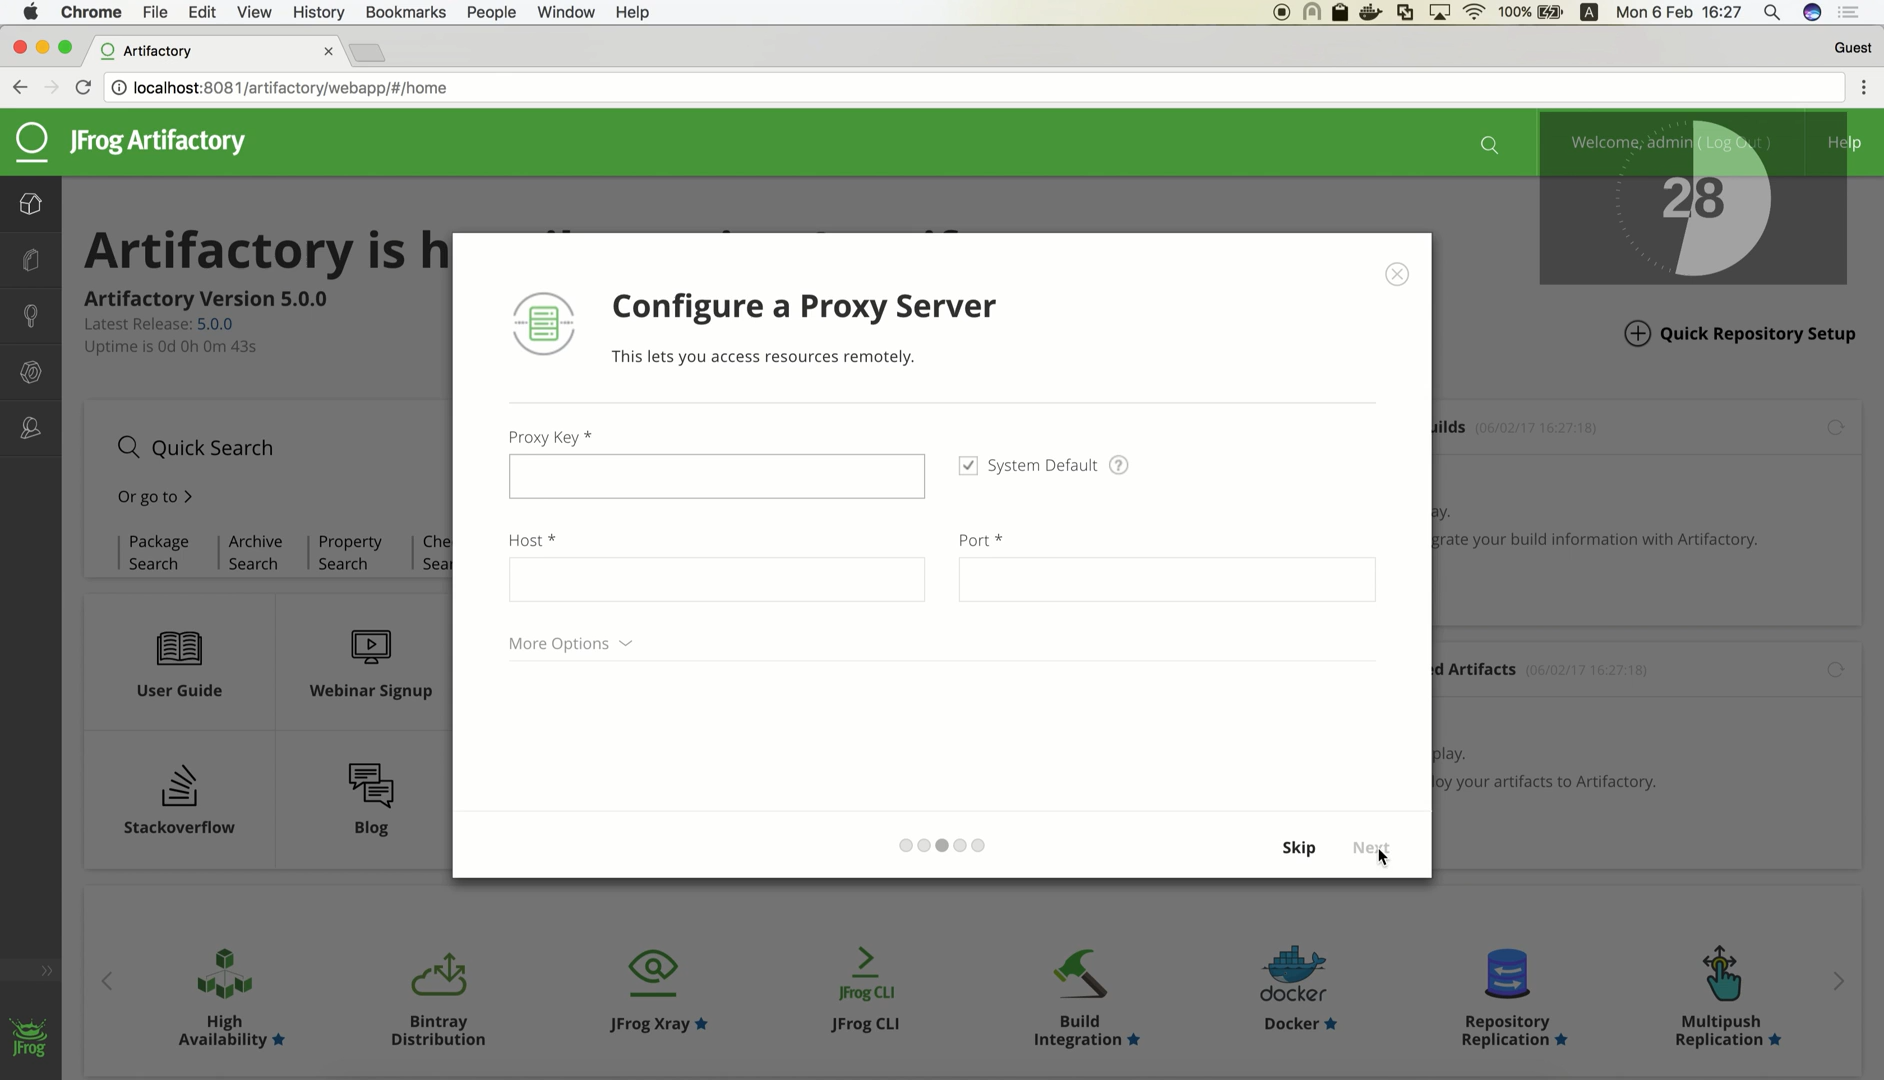 Chrome File Edit View History Bookmarks People Window Help
100% A Mon 6 Feb 16:27
Artifactory
Guest
localhost:8081/artifactory/webapp/#/home
JFrog Artifactory
Welcome, admin ( Log Out )
Help
28
Artifactory is h
Artifactory Version 5.0.0
Latest Release: 5.0.0
Uptime is 0d 0h 0m 43s
Quick Repository Setup
Configure a Proxy Server
This lets you access resources remotely.
Proxy Key *
System Default ?
Host *
Port *
More Options
Skip
Next
Quick Search
Or go to
Package Search
Archive Search
Property Search
Che
Sear
uilds (06/02/17 16:27:18)
ay.
grate your build information with Artifactory.
User Guide
Webinar Signup
Stackoverflow
Blog
ed Artifacts (06/02/17 16:27:18)
play.
loy your artifacts to Artifactory.
High Availability
Bintray Distribution
JFrog Xray
JFrog CLI
JFrog CLI
Build Integration
docker
Docker
Repository Replication
Multipush Replication
JFrog